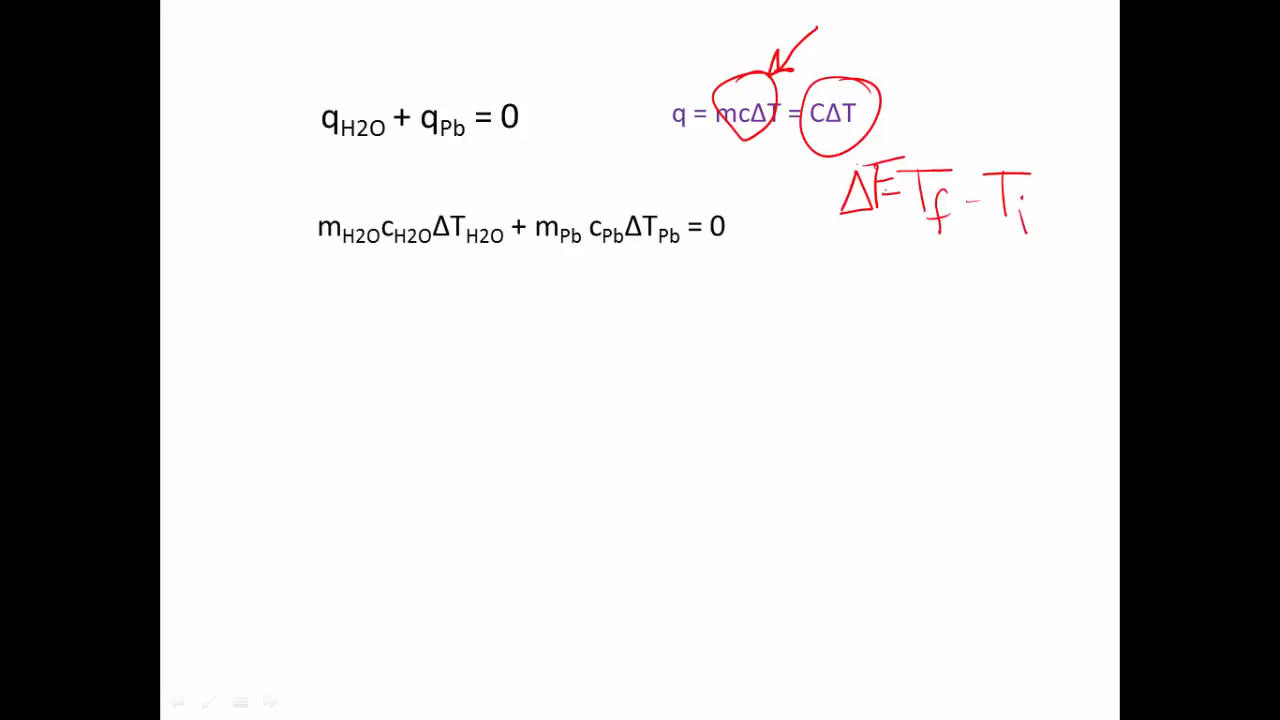 q_H2O + q_Pb = 0
q = mcΔT = CΔT
ΔT = T_f - T_i
m_H2O c_H2O ΔT_H2O + m_Pb c_Pb ΔT_Pb = 0